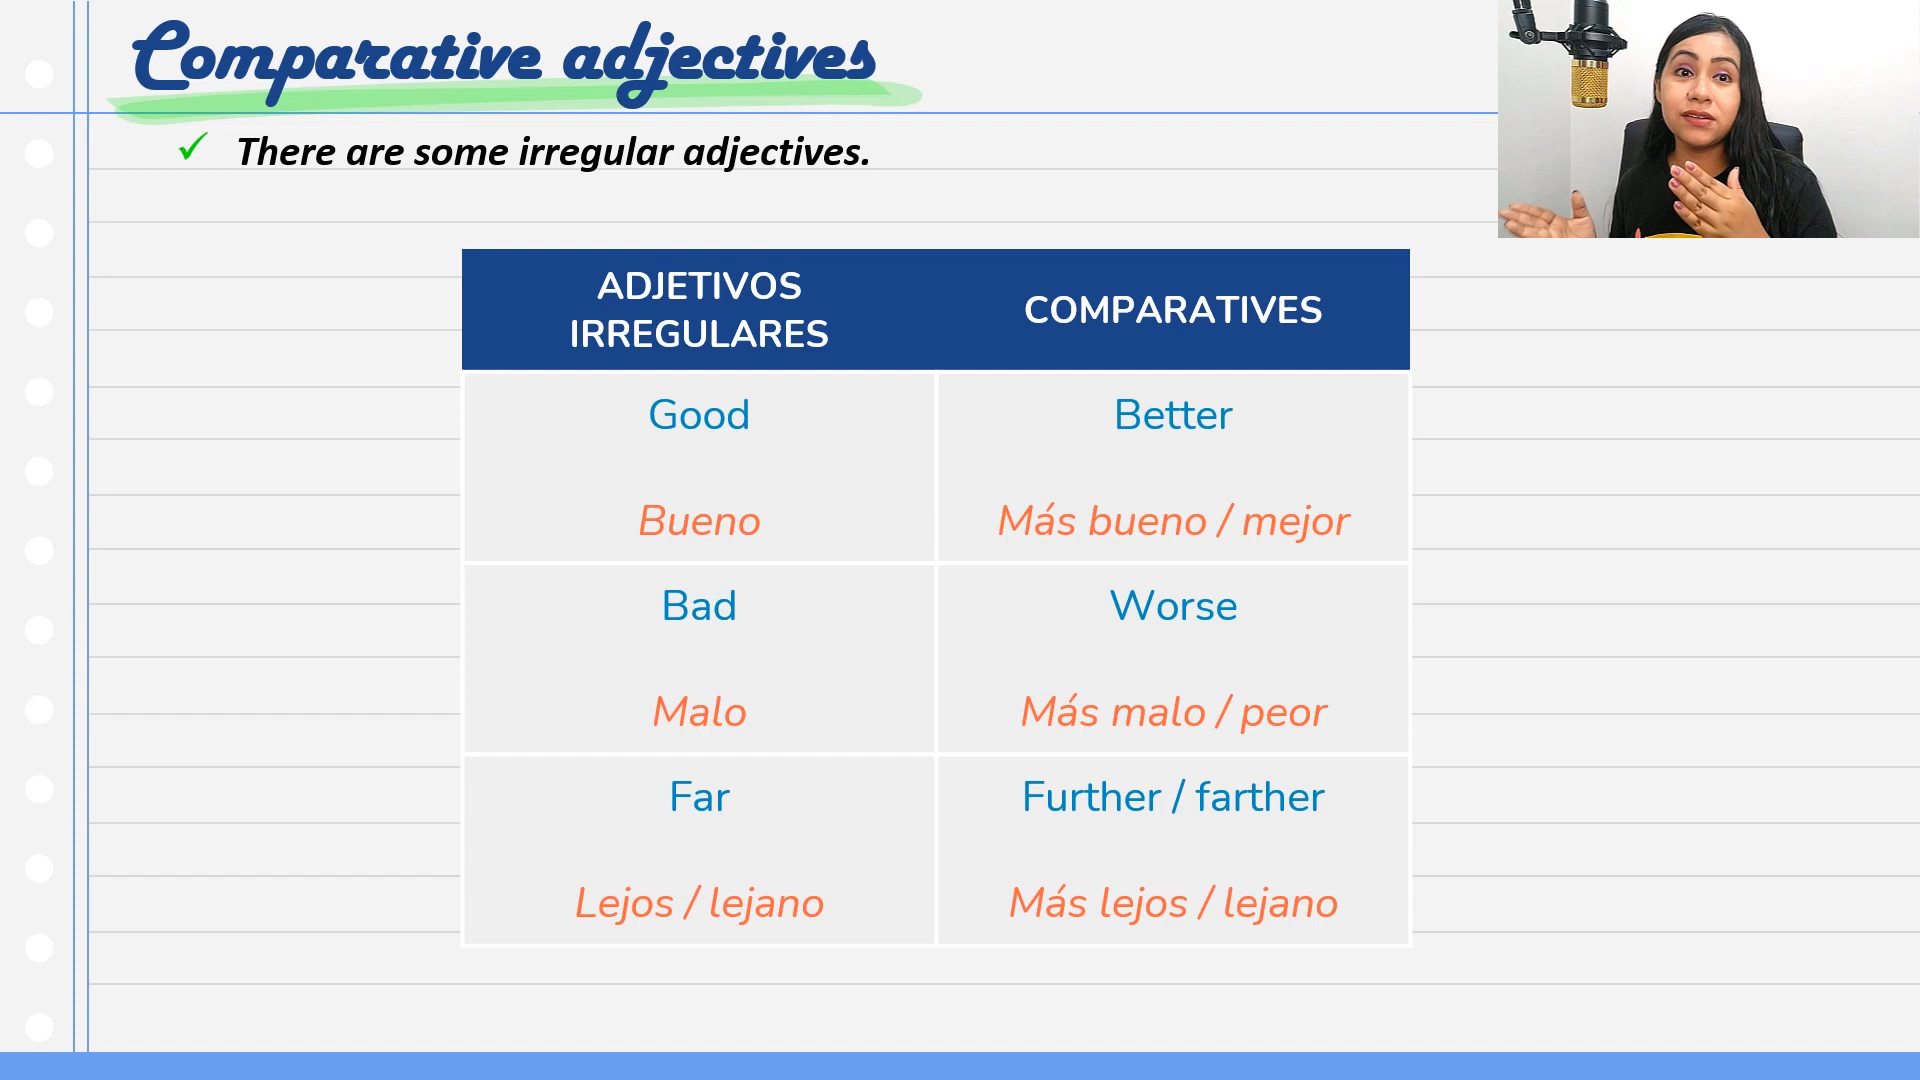 Comparative adjectives
✓ There are some irregular adjectives.
ADJETIVOS
IRREGULARES
COMPARATIVES
Good
Better
Bueno
Más bueno / mejor
Bad
Worse
Malo
Más malo / peor
Far
Further / farther
Lejos / lejano
Más lejos / lejano